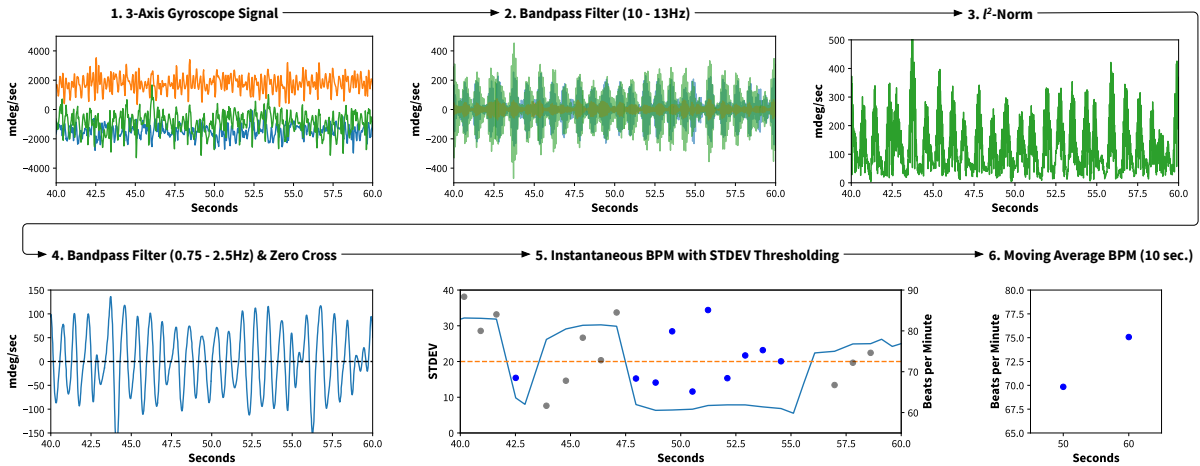 1. 3-Axis Gyroscope Signal
2. Bandpass Filter (10 - 13Hz)
3. l²-Norm
mdeg/sec
4000
2000
0
−2000
−4000
40.0 42.5 45.0 47.5 50.0 52.5 55.0 57.5 60.0
Seconds
mdeg/sec
4000
2000
0
−2000
−4000
40.0 42.5 45.0 47.5 50.0 52.5 55.0 57.5 60.0
Seconds
mdeg/sec
500
400
300
200
100
0
40.0 42.5 45.0 47.5 50.0 52.5 55.0 57.5 60.0
Seconds
4. Bandpass Filter (0.75 - 2.5Hz) & Zero Cross
5. Instantaneous BPM with STDEV Thresholding
6. Moving Average BPM (10 sec.)
mdeg/sec
150
100
50
0
−50
−100
−150
40.0 42.5 45.0 47.5 50.0 52.5 55.0 57.5 60.0
Seconds
STDEV
40
30
20
10
0
40.0 42.5 45.0 47.5 50.0 52.5 55.0 57.5 60.0
Seconds
90
80
70
60
Beats per Minute
Beats per Minute
80.0
77.5
75.0
72.5
70.0
67.5
65.0
50 60
Seconds